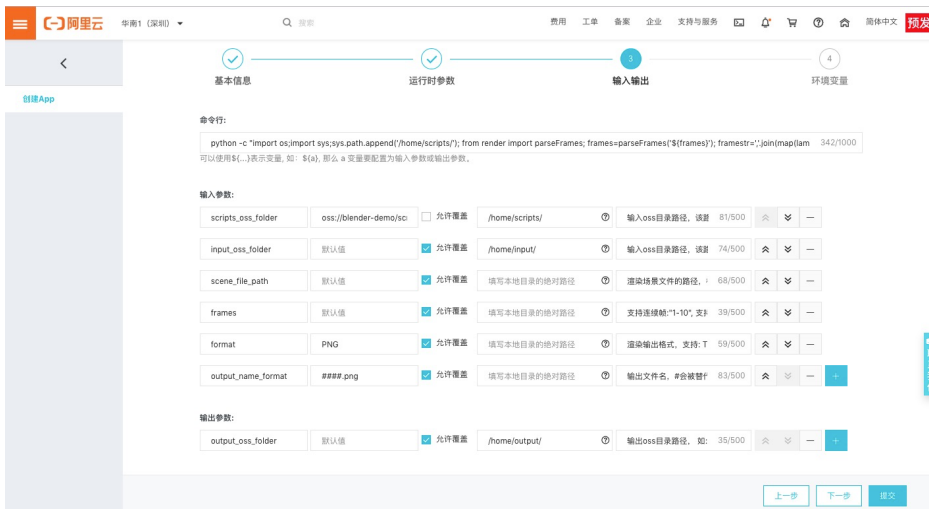 阿里云 华南1（深圳） 搜索 费用 工单 备案 企业 支持与服务 简体中文 预发
3 4
基本信息 运行时参数 输入输出 环境变量
创建App
命令行:
python -c "import os;import sys;sys.path.append('/home/scripts/'); from render import parseFrames; frames=parseFrames('${frames}'); framestr=','.join(map(lam 342/1000
可以使用${...}表示变量, 如: ${a}, 那么 a 变量要配置为输入参数或输出参数。
输入参数:
scripts_oss_folder oss://blender-demo/scr 允许覆盖 /home/scripts/ 输入oss目录路径，该 81/500
input_oss_folder 默认值 允许覆盖 /home/input/ 输入oss目录路径，该 74/500
scene_file_path 默认值 允许覆盖 填写本地目录的绝对路径 渲染场景文件的路径， 68/500
frames 默认值 允许覆盖 填写本地目录的绝对路径 支持连续帧:"1-10", 支 39/500
format PNG 允许覆盖 填写本地目录的绝对路径 渲染输出格式，支持: T 59/500
output_name_format ####.png 允许覆盖 填写本地目录的绝对路径 输出文件名，#会被替 83/500
输出参数:
output_oss_folder 默认值 允许覆盖 /home/output/ 输出oss目录路径， 如: 35/500
上一步 下一步 提交